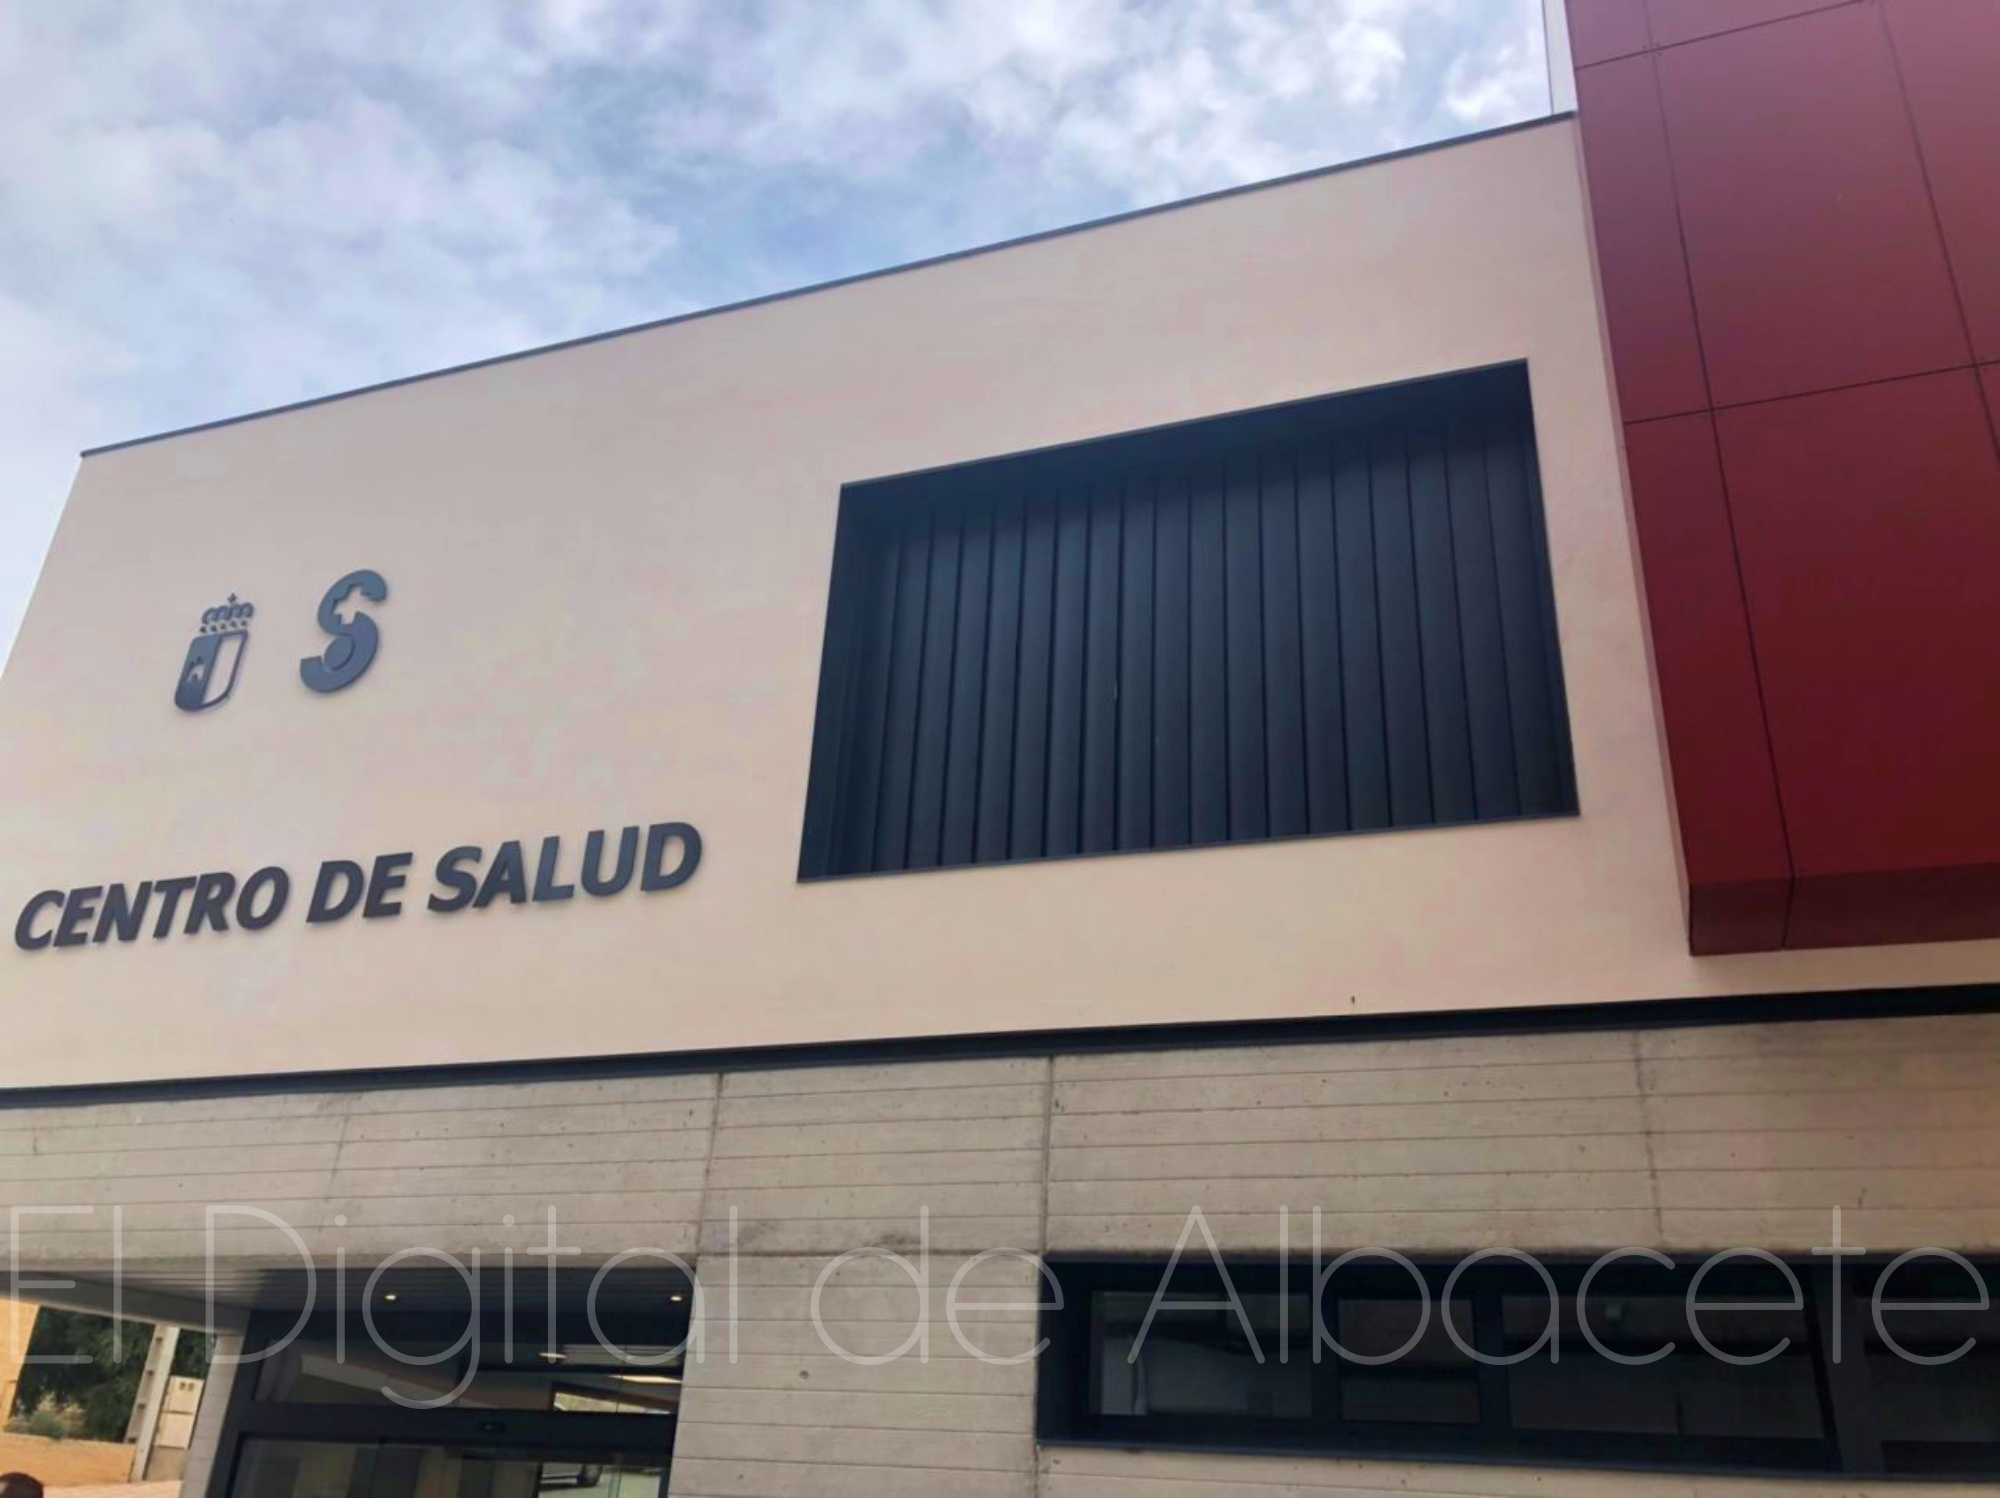 S
CENTRO DE SALUD
El Digital de Albacete